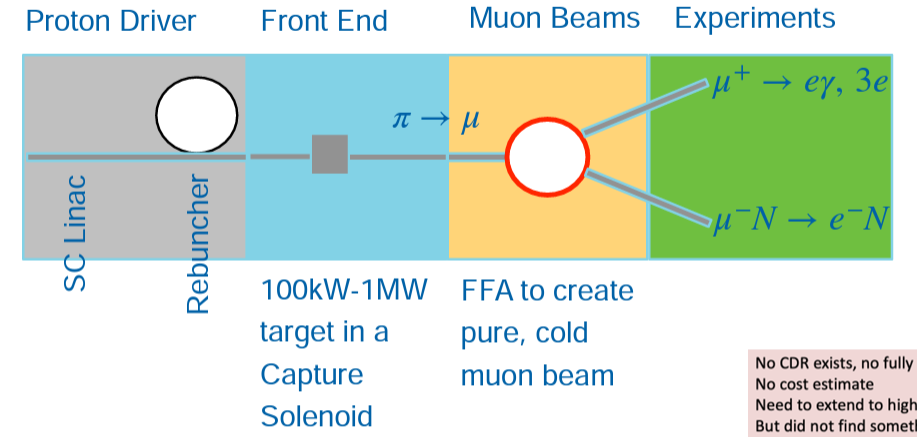 Proton Driver
Front End
Muon Beams
Experiments
π → μ
μ⁺ → eγ, 3e
μ⁻N → e⁻N
SC Linac
Rebuncher
100kW-1MW
target in a
Capture
Solenoid
FFA to create
pure, cold
muon beam
No CDR exists, no fully
No cost estimate
Need to extend to high
But did not find